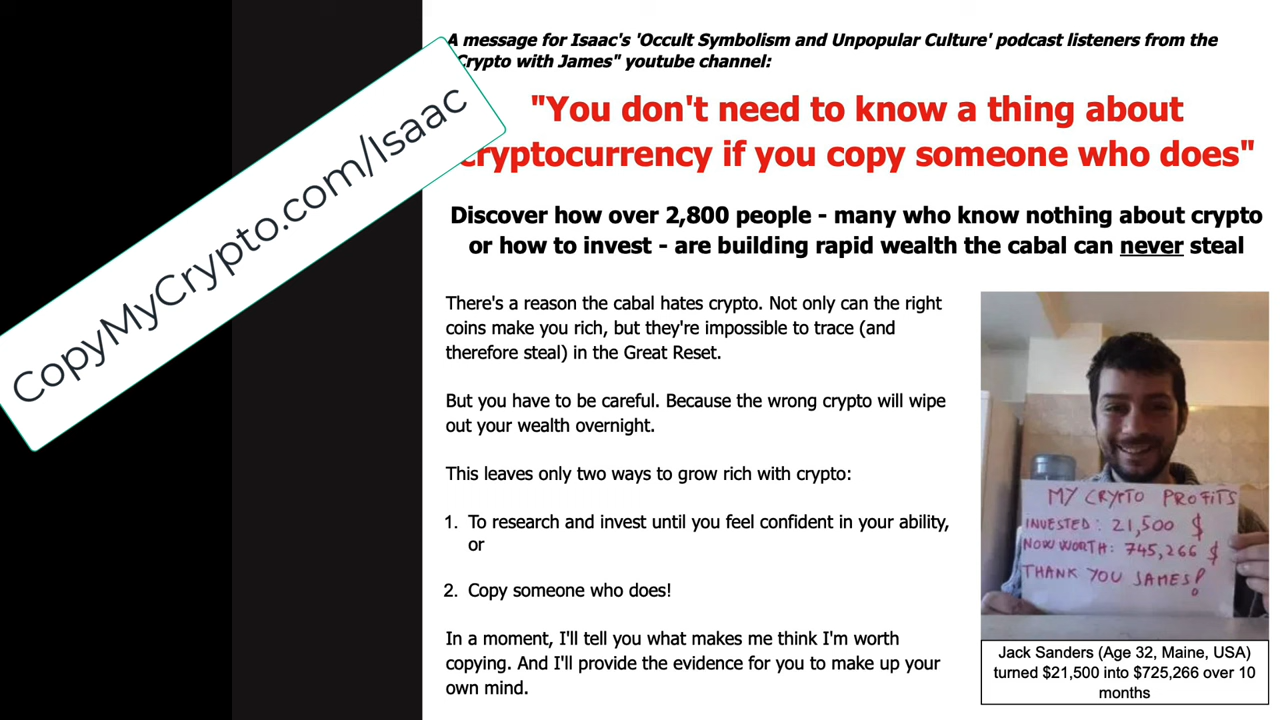 A message for Isaac's 'Occult Symbolism and Unpopular Culture' podcast listeners from the
Crypto with James" youtube channel:
"You don't need to know a thing about
cryptocurrency if you copy someone who does"
Discover how over 2,800 people - many who know nothing about crypto
or how to invest - are building rapid wealth the cabal can never steal
CopyMyCrypto.com/Isaac
There's a reason the cabal hates crypto. Not only can the right
coins make you rich, but they're impossible to trace (and
therefore steal) in the Great Reset.
But you have to be careful. Because the wrong crypto will wipe
out your wealth overnight.
This leaves only two ways to grow rich with crypto:
1. To research and invest until you feel confident in your ability,
or
2. Copy someone who does!
In a moment, I'll tell you what makes me think I'm worth
copying. And I'll provide the evidence for you to make up your
own mind.
MY CRYPTO PROFITS
INVESTED: 21,500 $
NOW WORTH: 745,266 $
THANK YOU JAMES!
Jack Sanders (Age 32, Maine, USA)
turned $21,500 into $725,266 over 10
months